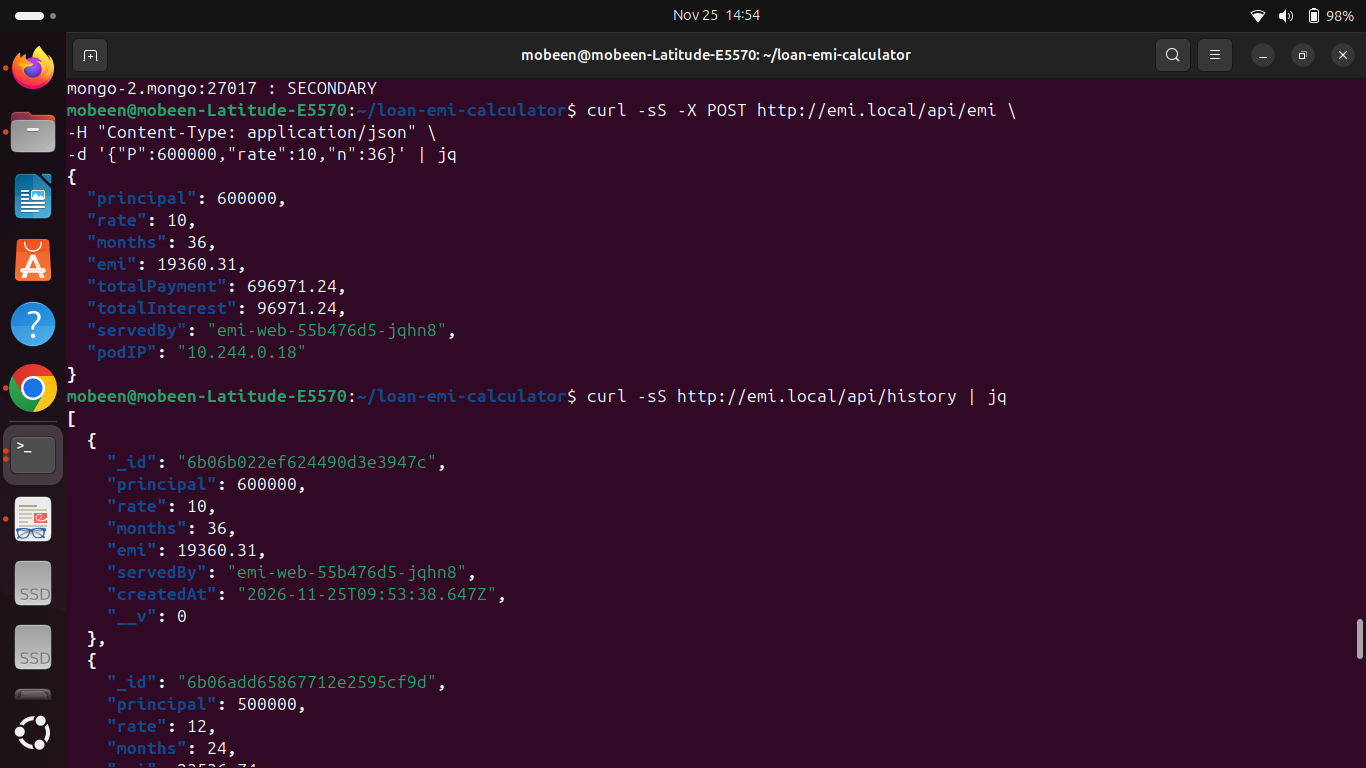 Nov 25 14:54
98%
mobeen@mobeen-Latitude-E5570: ~/loan-emi-calculator
mongo-2.mongo:27017 : SECONDARY
mobeen@mobeen-Latitude-E5570:~/loan-emi-calculator$ curl -sS -X POST http://emi.local/api/emi \
-H "Content-Type: application/json" \
-d '{"P":600000,"rate":10,"n":36}' | jq
{
  "principal": 600000,
  "rate": 10,
  "months": 36,
  "emi": 19360.31,
  "totalPayment": 696971.24,
  "totalInterest": 96971.24,
  "servedBy": "emi-web-55b476d5-jqhn8",
  "podIP": "10.244.0.18"
}
mobeen@mobeen-Latitude-E5570:~/loan-emi-calculator$ curl -sS http://emi.local/api/history | jq
[
  {
    "_id": "6b06b022ef624490d3e3947c",
    "principal": 600000,
    "rate": 10,
    "months": 36,
    "emi": 19360.31,
    "servedBy": "emi-web-55b476d5-jqhn8",
    "createdAt": "2026-11-25T09:53:38.647Z",
    "__v": 0
  },
  {
    "_id": "6b06add65867712e2595cf9d",
    "principal": 500000,
    "rate": 12,
    "months": 24,
SSD
SSD